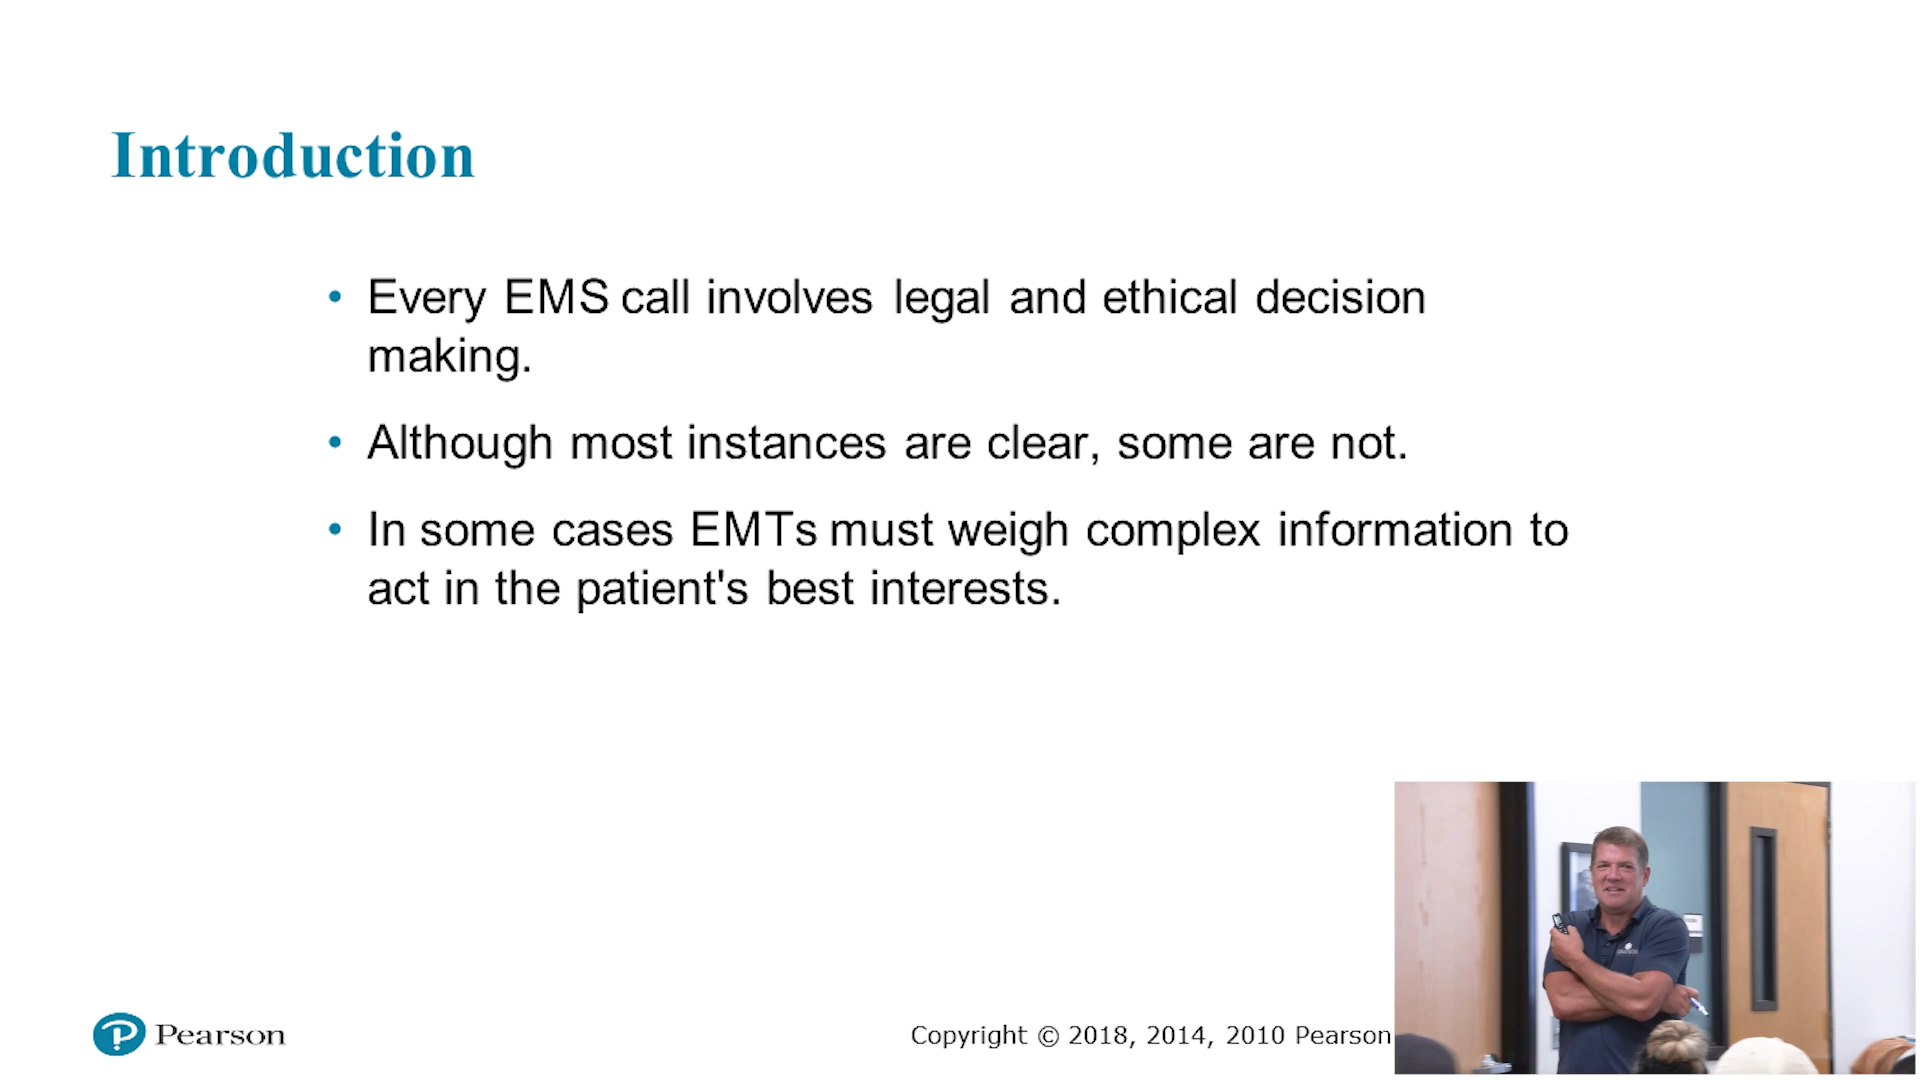 Introduction
• Every EMS call involves legal and ethical decision
making.
• Although most instances are clear, some are not.
• In some cases EMTs must weigh complex information to
act in the patient's best interests.
Pearson
Copyright © 2018, 2014, 2010 Pearson